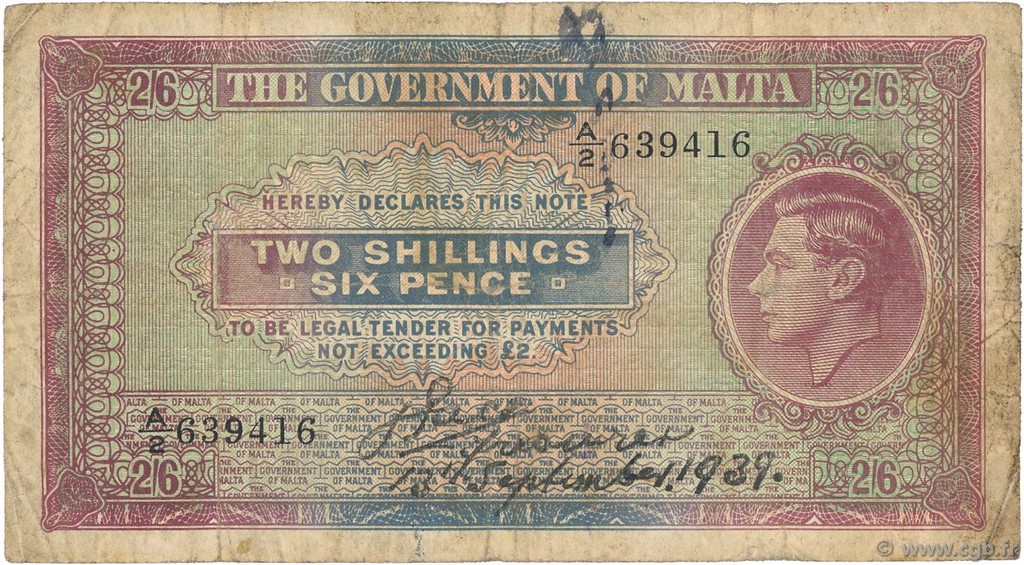 2/6 THE GOVERNMENT OF MALTA 2/6
A/2 639416
HEREBY DECLARES THIS NOTE
TWO SHILLINGS
SIX PENCE
TO BE LEGAL TENDER FOR PAYMENTS
NOT EXCEEDING £2.
A/2 639416
Treasurer
13th September, 1939.
2/6 2/6
© www.cgb.fr